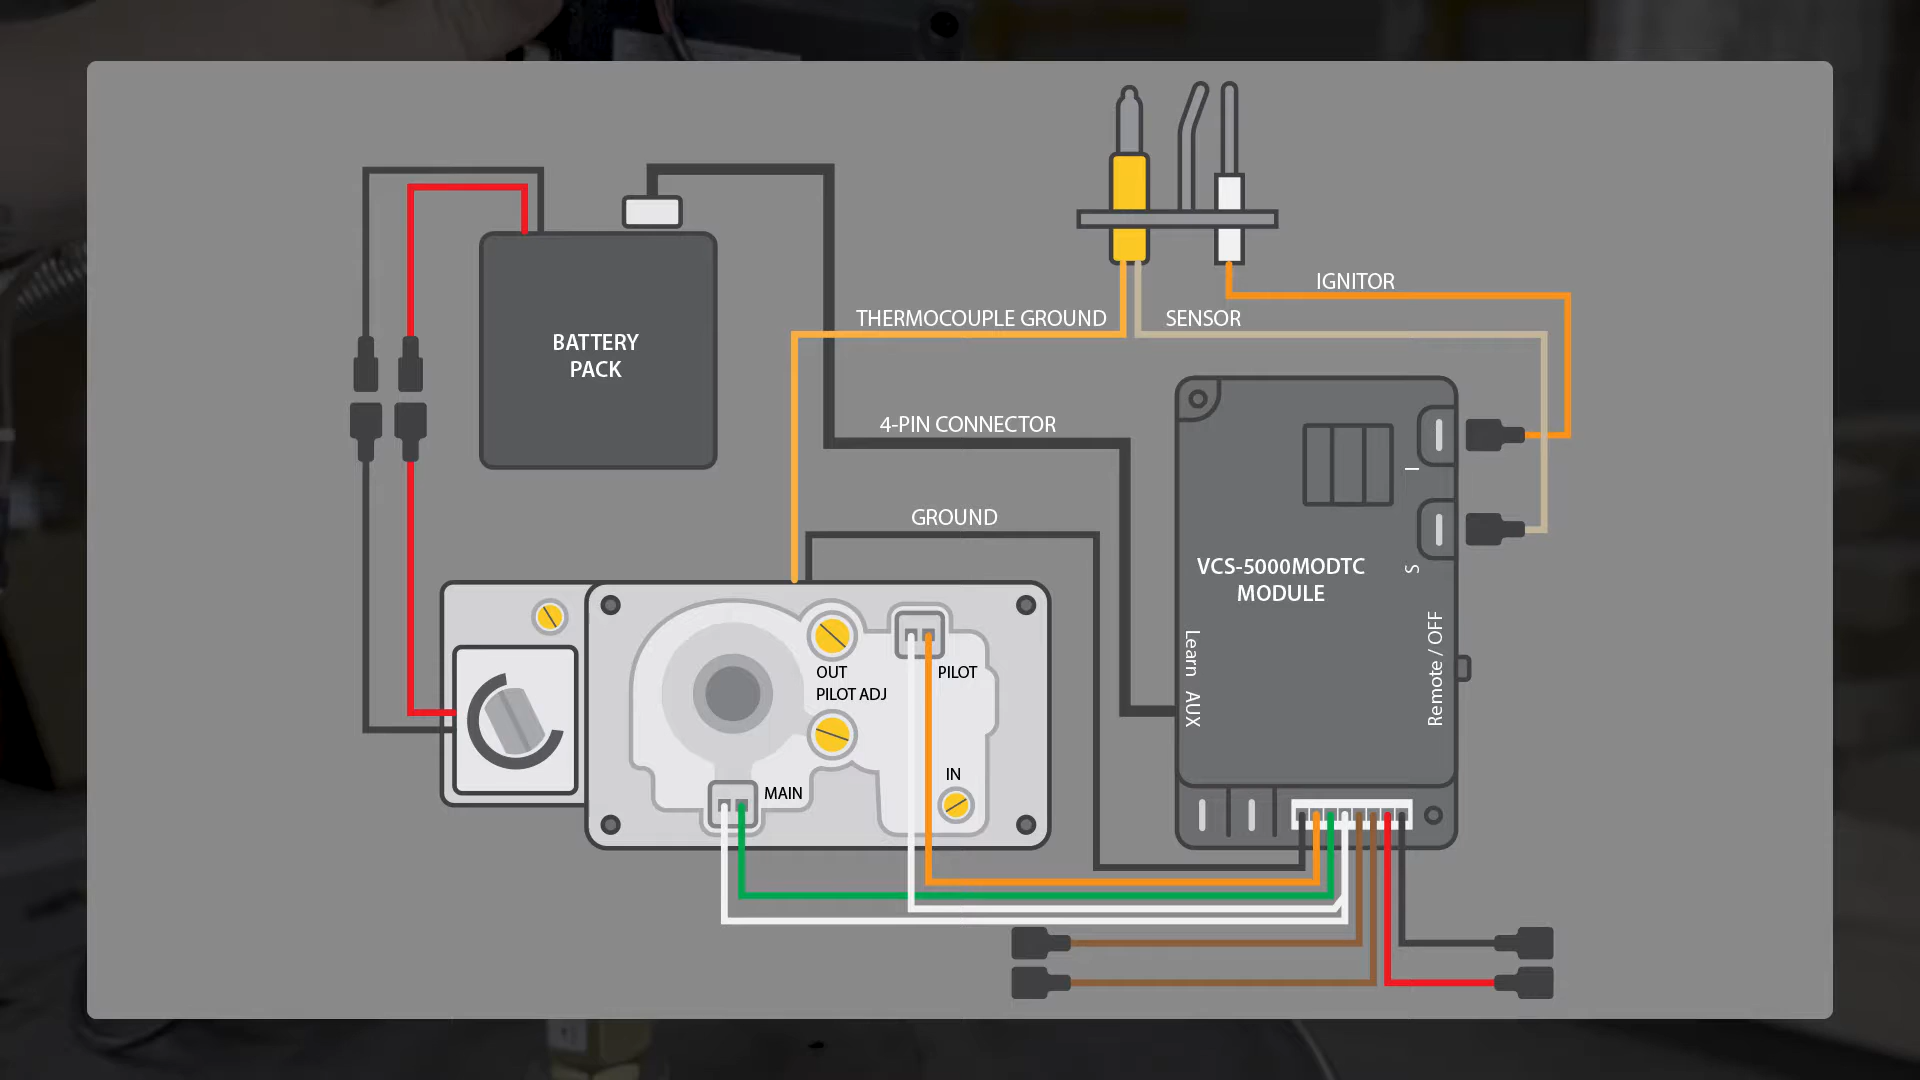 IGNITOR
THERMOCOUPLE GROUND
SENSOR
BATTERY
PACK
4-PIN CONNECTOR
I
GROUND
VCS-5000MODTC
MODULE
S
Learn AUX
Remote / OFF
OUT
PILOT ADJ
PILOT
IN
MAIN